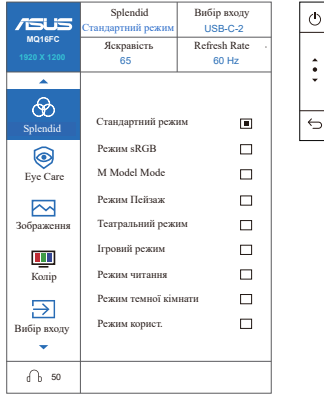 ASUS
MQ16FC
1920 X 1200
Splendid
Стандартний режим
Вибір входу
USB-C-2
Яскравість
65
Refresh Rate
60 Hz
Splendid
Eye Care
Зображення
Колір
Вибір входу
Стандартний режим
Режим sRGB
M Model Mode
Режим Пейзаж
Театральний режим
Ігровий режим
Режим читання
Режим темної кімнати
Режим корист.
50